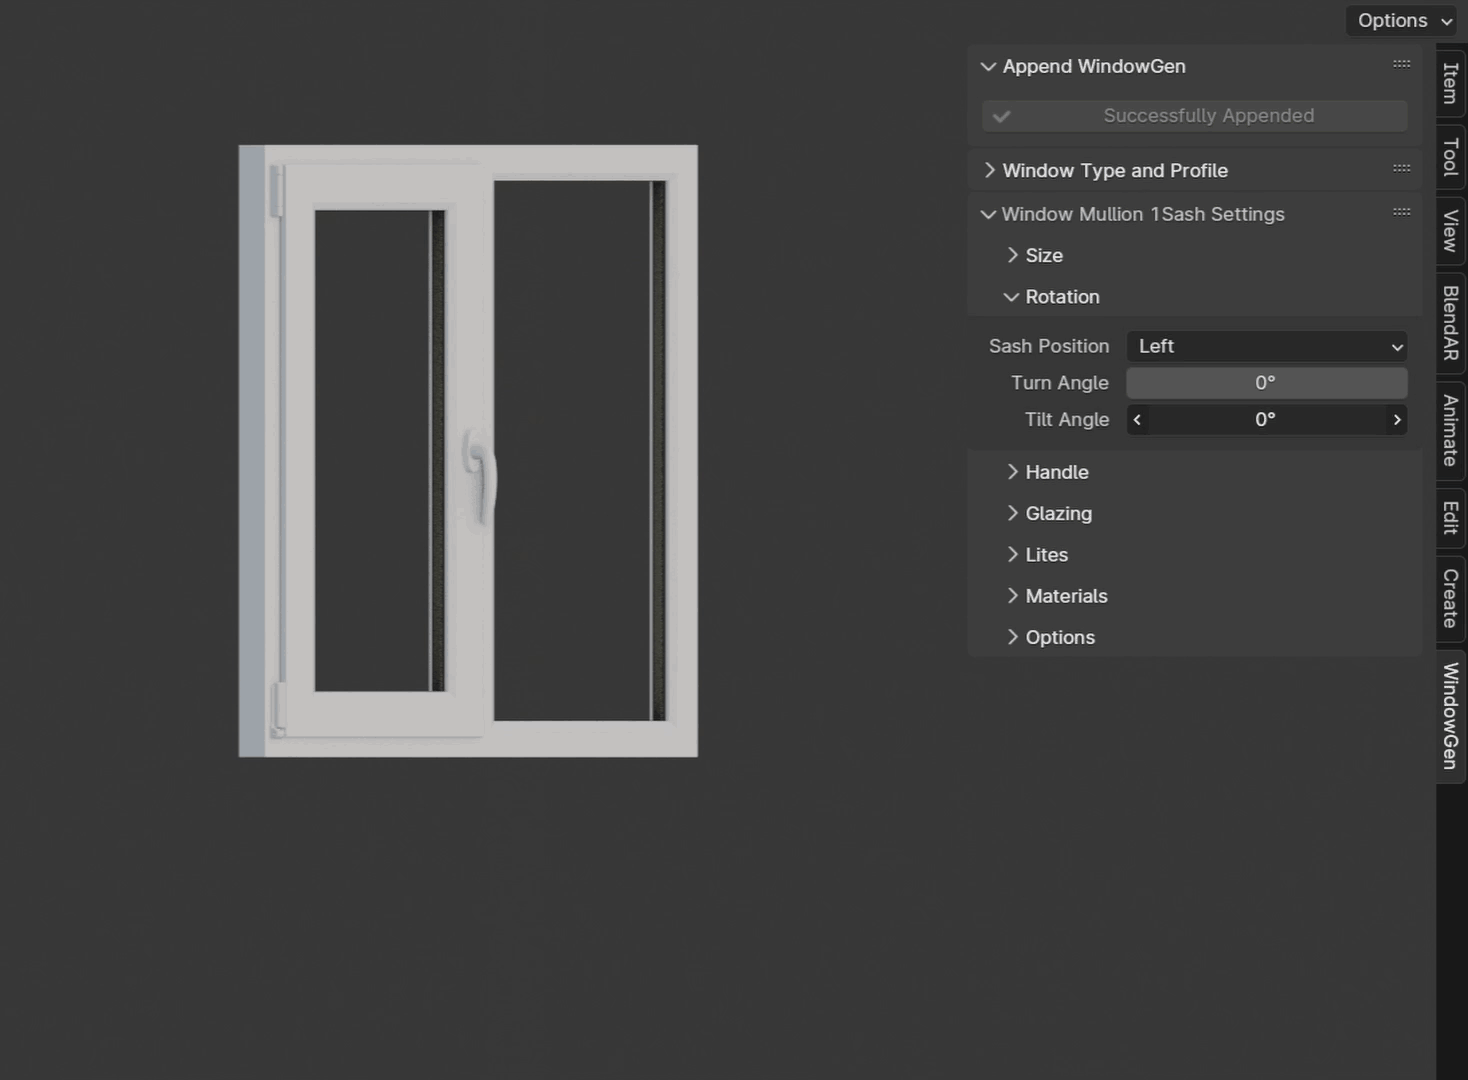 Options
Append WindowGen
Successfully Appended
Window Type and Profile
Window Mullion 1Sash Settings
Size
Rotation
Sash Position Left
Turn Angle 0°
Tilt Angle 0°
Handle
Glazing
Lites
Materials
Options
Item
Tool
View
BlendAR
Animate
Edit
Create
WindowGen